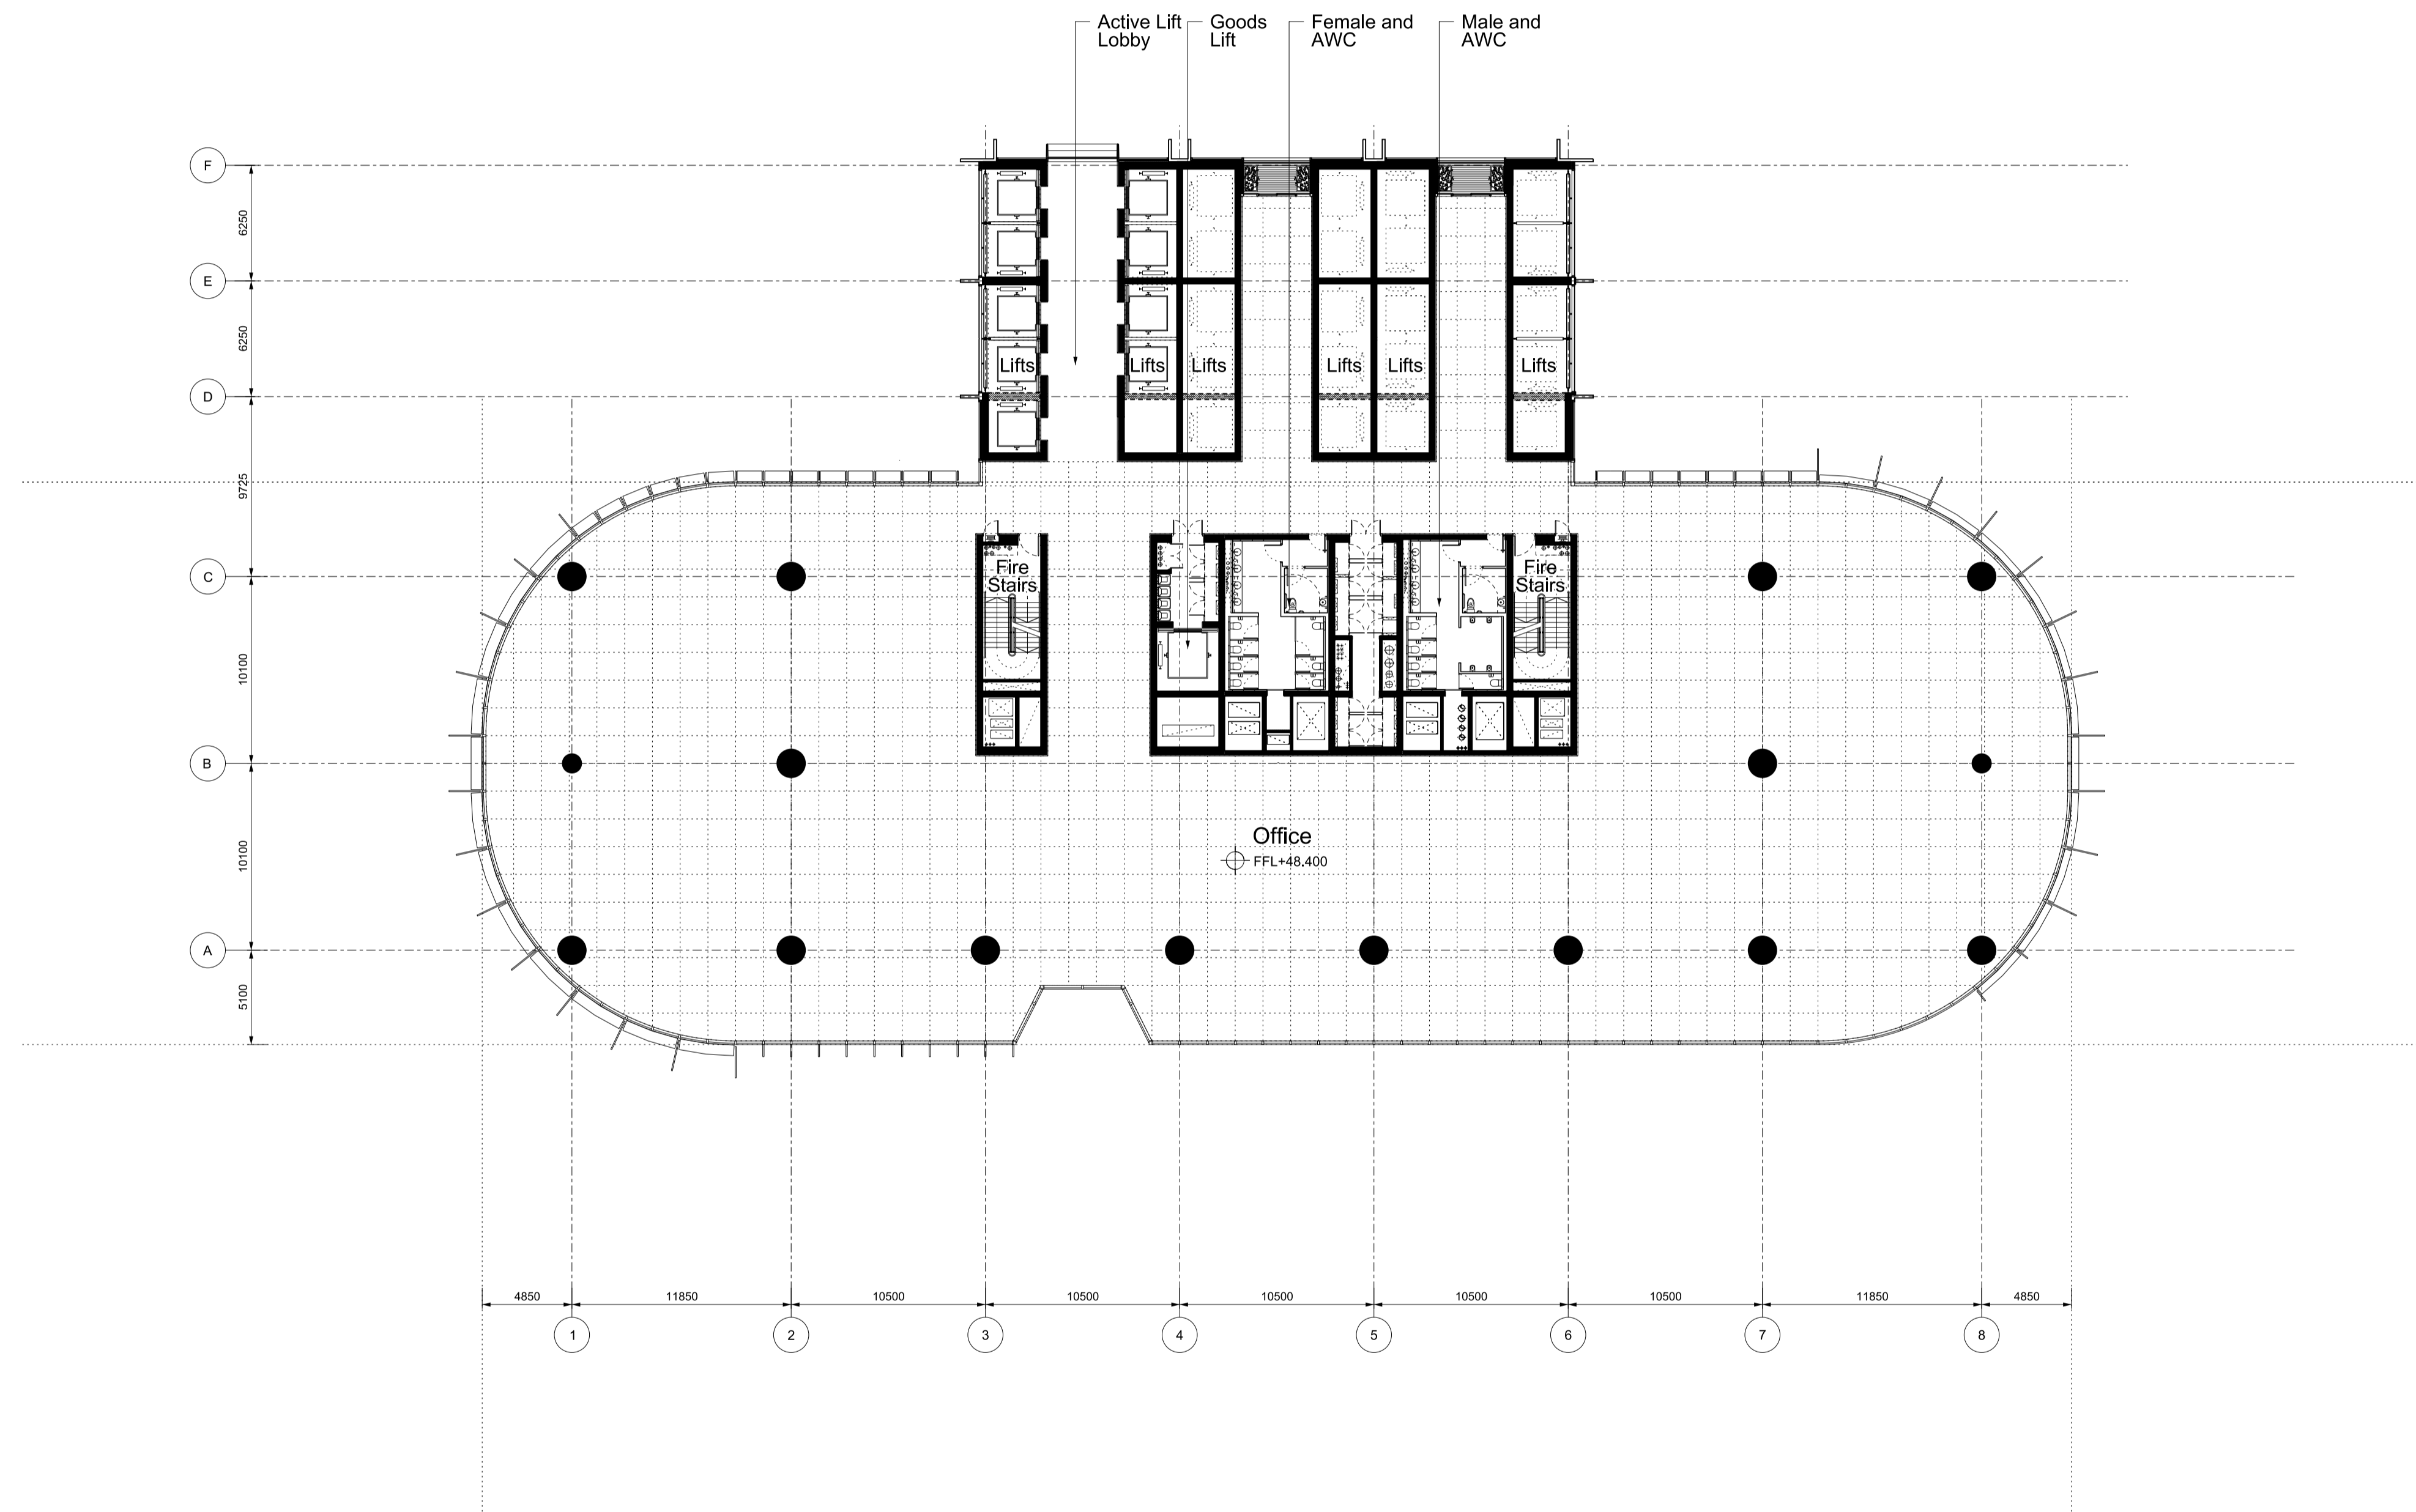 Active Lift
Lobby
Goods
Lift
Female and
AWC
Male and
AWC
F
6250
E
6250
Lifts
Lifts
Lifts
Lifts
Lifts
Lifts
D
9725
C
Fire
Stairs
Fire
Stairs
10100
B
10100
Office
FFL+48.400
A
5100
4850
11850
10500
10500
10500
10500
10500
11850
4850
1
2
3
4
5
6
7
8